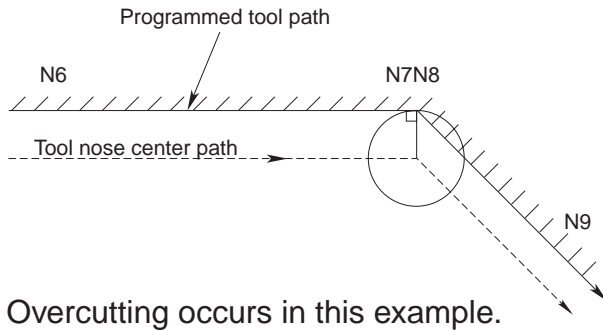 Programmed tool path
N6
N7N8
Tool nose center path
N9
Overcutting occurs in this example.